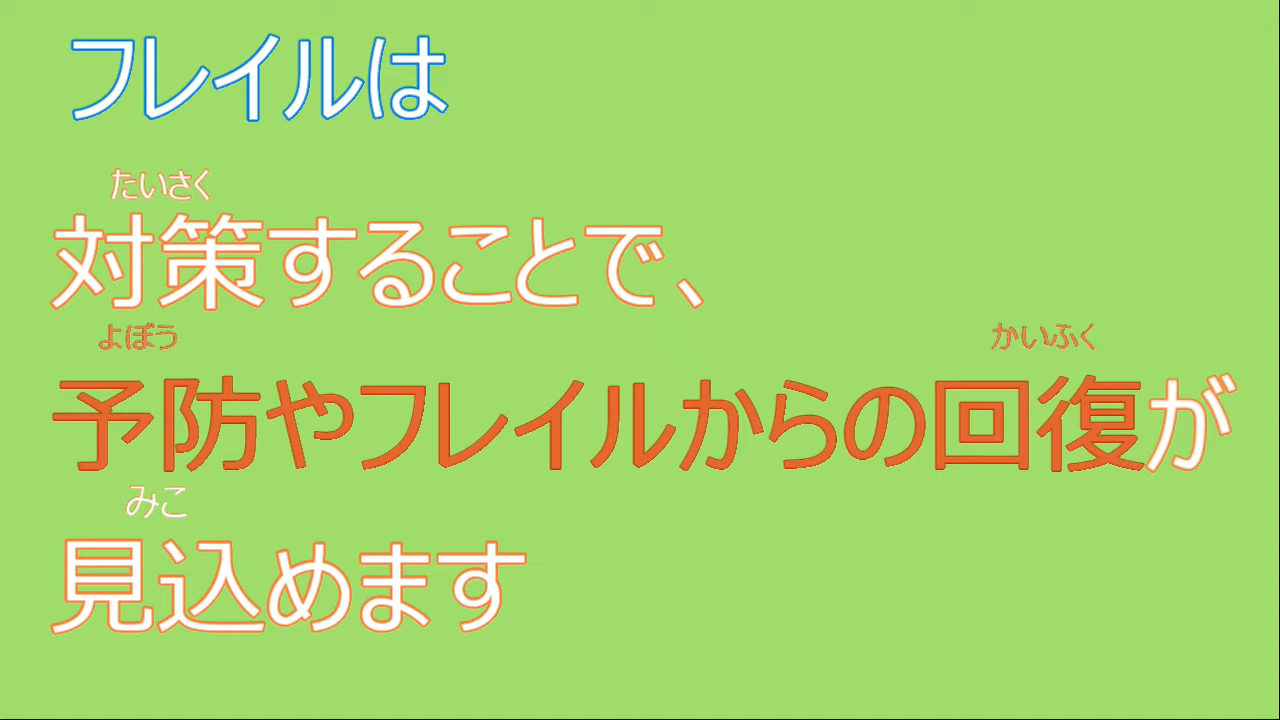 フレイルは
たいさく
対策することで、
よぼう かいふく
予防やフレイルからの回復が
みこ
見込めます